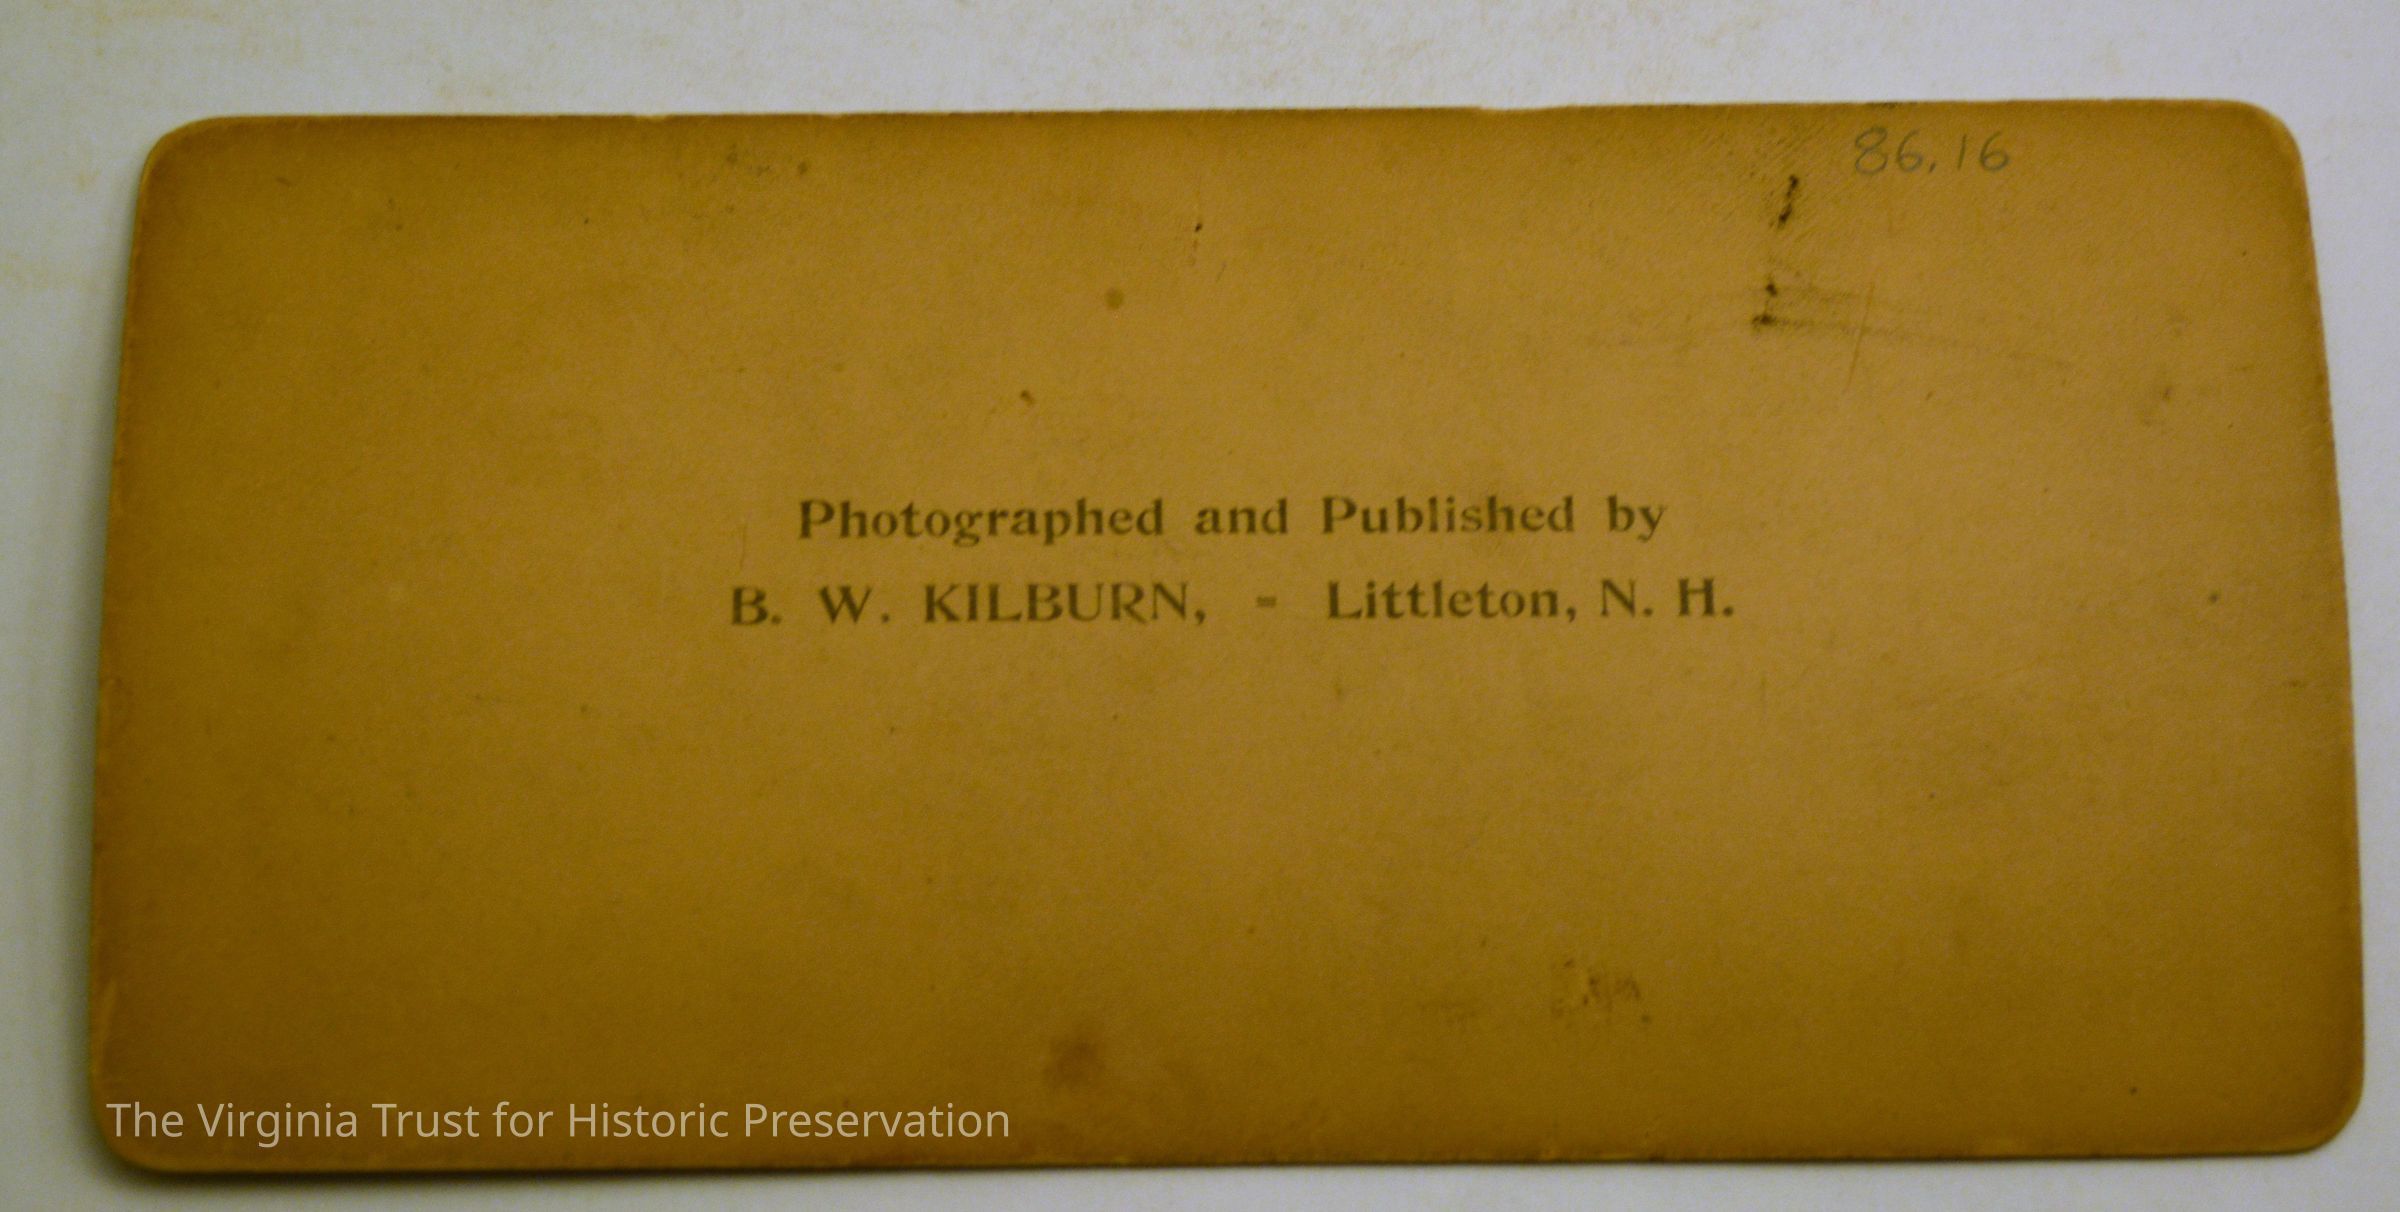 86.16
Photographed and Published by
B. W. KILBURN, - Littleton, N. H.
The Virginia Trust for Historic Preservation